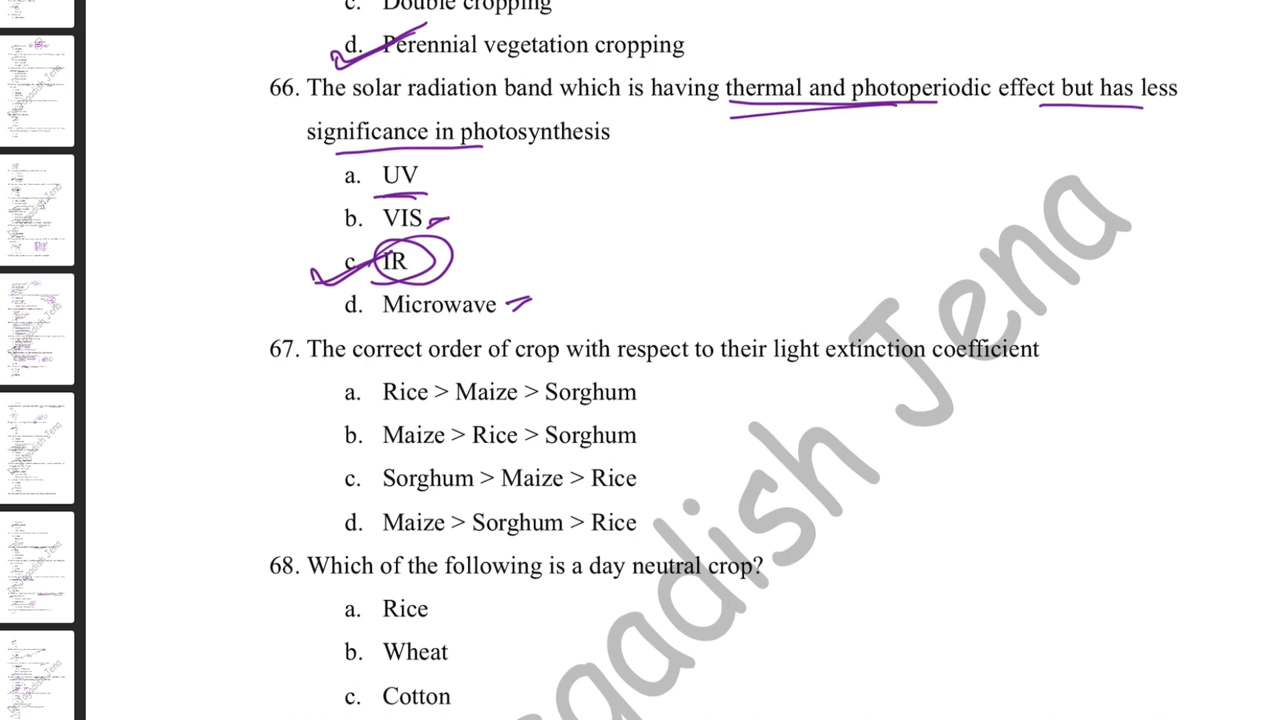 c. Double cropping
d. Perennial vegetation cropping
66. The solar radiation band which is having thermal and photoperiodic effect but has less
significance in photosynthesis
a. UV
b. VIS
c. IR
d. Microwave
67. The correct order of crop with respect to their light extinction coefficient
a. Rice > Maize > Sorghum
b. Maize > Rice > Sorghum
c. Sorghum > Maize > Rice
d. Maize > Sorghum > Rice
68. Which of the following is a day neutral crop?
a. Rice
b. Wheat
c. Cotton
gadish Jena